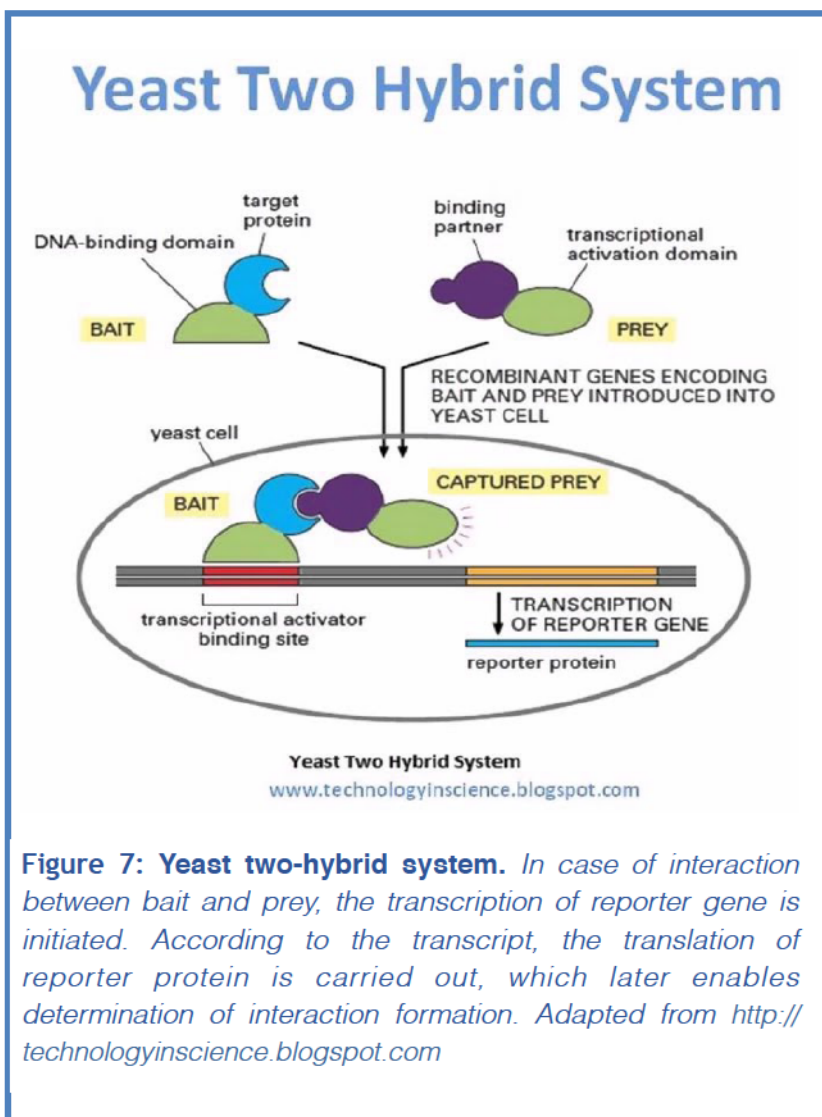 Yeast Two Hybrid System
target
protein
DNA-binding domain
BAIT
binding
partner
transcriptional
activation domain
PREY
RECOMBINANT GENES ENCODING
BAIT AND PREY INTRODUCED INTO
YEAST CELL
yeast cell
BAIT
CAPTURED PREY
transcriptional activator
binding site
TRANSCRIPTION
OF REPORTER GENE
reporter protein
Yeast Two Hybrid System
www.technologyinscience.blogspot.com
Figure 7: Yeast two-hybrid system. In case of interaction
between bait and prey, the transcription of reporter gene is
initiated. According to the transcript, the translation of
reporter protein is carried out, which later enables
determination of interaction formation. Adapted from http://
technologyinscience.blogspot.com